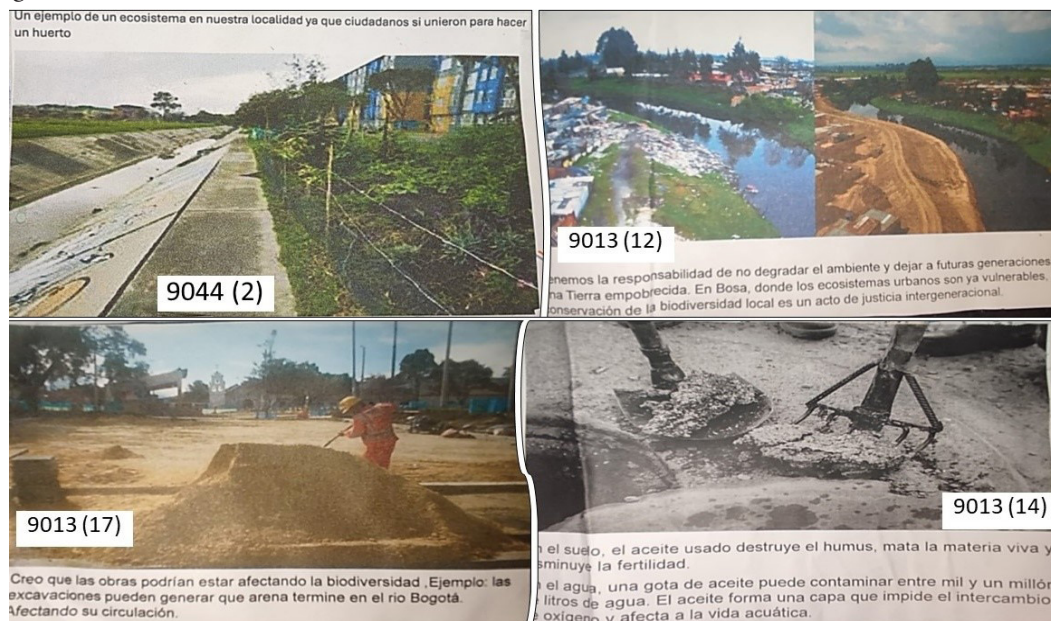 Un ejemplo de un ecosistema en nuestra localidad ya que ciudadanos si unieron para hacer
un huerto
9044 (2)
9013 (12)
enemos la responsabilidad de no degradar el ambiente y dejar a futuras generaciones
na Tierra empobrecida. En Bosa, donde los ecosistemas urbanos son ya vulnerables,
onservación de la biodiversidad local es un acto de justicia intergeneracional.
9013 (17)
Creo que las obras podrían estar afectando la biodiversidad ,Ejemplo: las
excavaciones pueden generar que arena termine en el rio Bogotá.
Afectando su circulación.
9013 (14)
el suelo, el aceite usado destruye el humus, mata la materia viva y
sminuye la fertilidad.
el agua, una gota de aceite puede contaminar entre mil y un millón
litros de agua. El aceite forma una capa que impide el intercambio
oxígeno y afecta a la vida acuática.